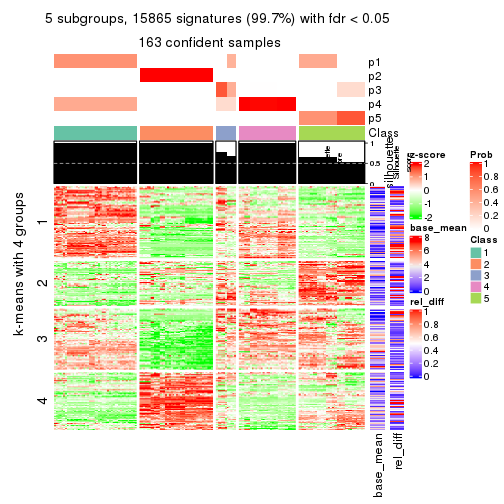 5 subgroups, 15865 signatures (99.7%) with fdr < 0.05
163 confident samples
p1
p2
p3
p4
p5
Class
1
0.5
0
silhouette
k-means with 4 groups
1
2
3
4
base_mean
rel_diff
z-score
2
1
0
-1
-2
base_mean
8
6
4
2
0
rel_diff
1
0.8
0.6
0.4
0.2
0
Prob
1
0.8
0.6
0.4
0.2
0
Class
1
2
3
4
5